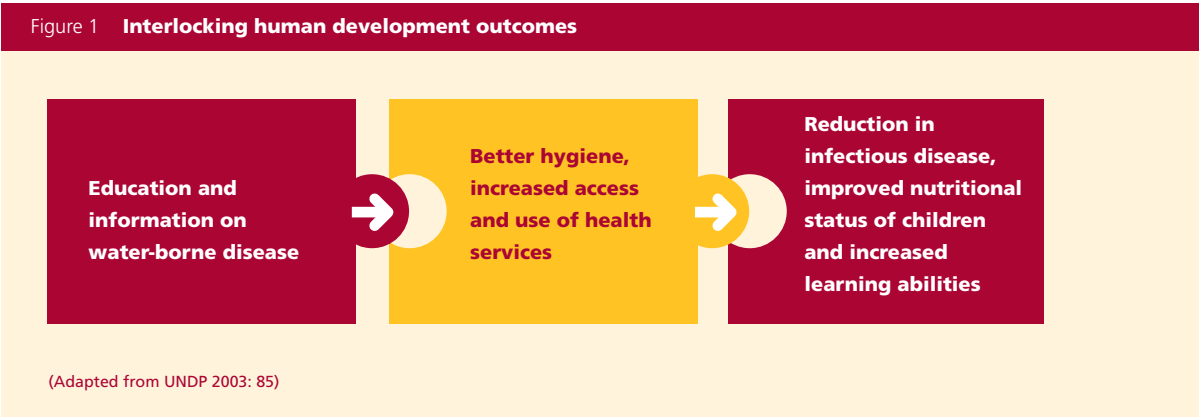 Figure 1 Interlocking human development outcomes
Education and
information on
water-borne disease
Better hygiene,
increased access
and use of health
services
Reduction in
infectious disease,
improved nutritional
status of children
and increased
learning abilities
(Adapted from UNDP 2003: 85)